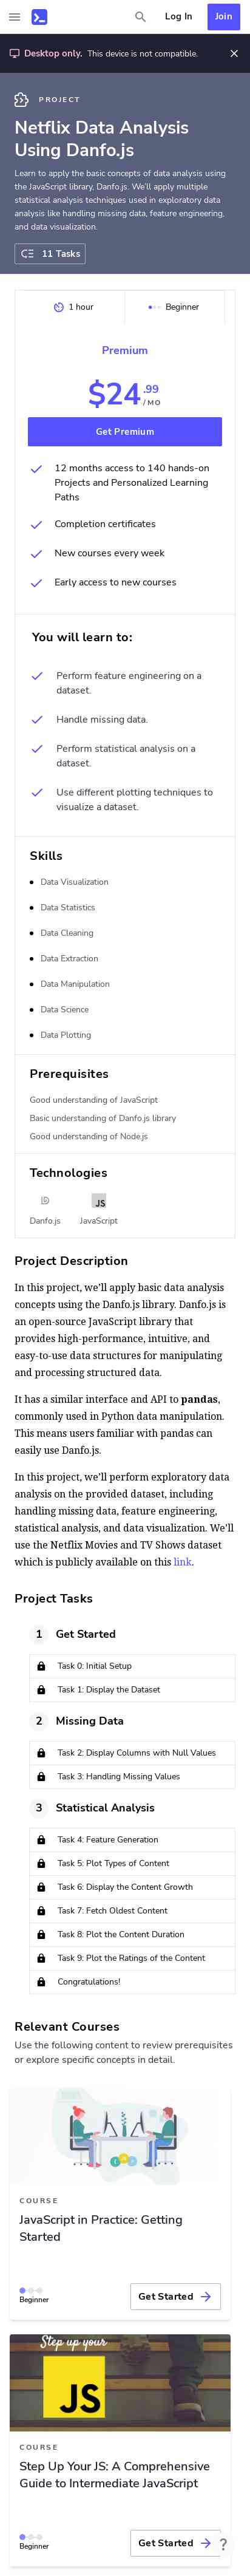 Log In
Join
Desktop only. This device is not compatible.
PROJECT
Netflix Data Analysis
Using Danfo.js
Learn to apply the basic concepts of data analysis using
the JavaScript library, Danfo.js. We'll apply multiple
statistical analysis techniques used in exploratory data
analysis like handling missing data, feature engineering,
and data visualization.
11 Tasks
1 hour
Beginner
Premium
$24.99
/ MO
Get Premium
12 months access to 140 hands-on
Projects and Personalized Learning
Paths
Completion certificates
New courses every week
Early access to new courses
You will learn to:
Perform feature engineering on a
dataset.
Handle missing data.
Perform statistical analysis on a
dataset.
Use different plotting techniques to
visualize a dataset.
Skills
Data Visualization
Data Statistics
Data Cleaning
Data Extraction
Data Manipulation
Data Science
Data Plotting
Prerequisites
Good understanding of JavaScript
Basic understanding of Danfo.js library
Good understanding of Node.js
Technologies
JS
Danfo.js
JavaScript
Project Description
In this project, we'll apply basic data analysis
concepts using the Danfo.js library. Danfo.js is
an open-source JavaScript library that
provides high-performance, intuitive, and
easy-to-use data structures for manipulating
and processing structured data.
It has a similar interface and API to pandas,
commonly used in Python data manipulation.
This means users familiar with pandas can
easily use Danfo.js.
In this project, we'll perform exploratory data
analysis on the provided dataset, including
handling missing data, feature engineering,
statistical analysis, and data visualization. We'll
use the Netflix Movies and TV Shows dataset
which is publicly available on this link.
Project Tasks
1 Get Started
Task 0: Initial Setup
Task 1: Display the Dataset
2 Missing Data
Task 2: Display Columns with Null Values
Task 3: Handling Missing Values
3 Statistical Analysis
Task 4: Feature Generation
Task 5: Plot Types of Content
Task 6: Display the Content Growth
Task 7: Fetch Oldest Content
Task 8: Plot the Content Duration
Task 9: Plot the Ratings of the Content
Congratulations!
Relevant Courses
Use the following content to review prerequisites
or explore specific concepts in detail.
COURSE
JavaScript in Practice: Getting
Started
Beginner
Get Started
Step up your
JS
COURSE
Step Up Your JS: A Comprehensive
Guide to Intermediate JavaScript
Beginner
Get Started
?